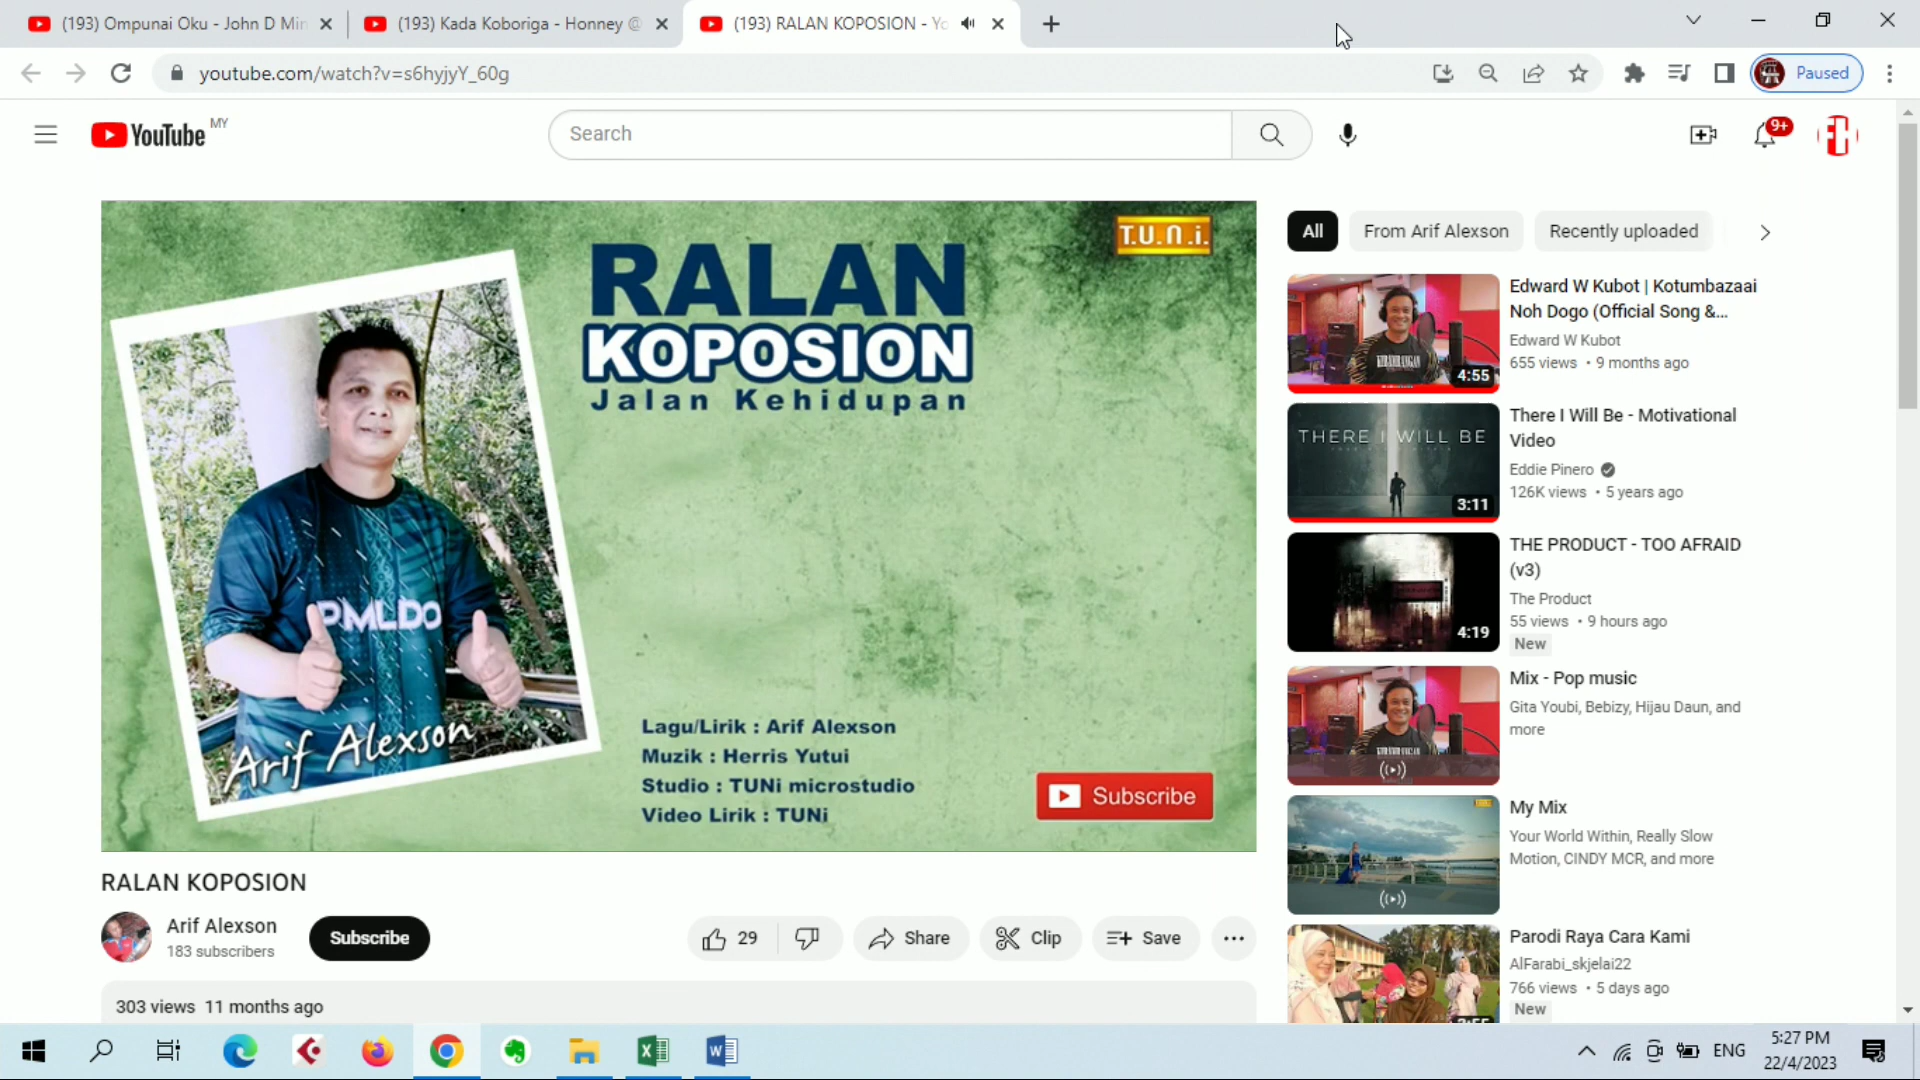 (193) Ompunai Oku - John D Min
(193) Kada Koboriga - Honney @
(193) RALAN KOPOSION - Yo
youtube.com/watch?v=s6hyjyY_60g
Paused
YouTube MY
Search
9+
T.U.N.i.
RALAN
KOPOSION
Jalan Kehidupan
PMLDO
Arif Alexson
Lagu/Lirik : Arif Alexson
Muzik : Herris Yutui
Studio : TUNi microstudio
Video Lirik : TUNi
Subscribe
RALAN KOPOSION
Arif Alexson
183 subscribers
Subscribe
29
Share
Clip
Save
303 views 11 months ago
All
From Arif Alexson
Recently uploaded
4:55
Edward W Kubot | Kotumbazaai
Noh Dogo (Official Song &...
Edward W Kubot
655 views • 9 months ago
THERE I WILL BE
3:11
There I Will Be - Motivational
Video
Eddie Pinero
126K views • 5 years ago
4:19
THE PRODUCT - TOO AFRAID
(v3)
The Product
55 views • 9 hours ago
New
Mix - Pop music
Gita Youbi, Bebizy, Hijau Daun, and
more
My Mix
Your World Within, Really Slow
Motion, CINDY MCR, and more
Parodi Raya Cara Kami
AlFarabi_skjelai22
766 views • 5 days ago
New
ENG
5:27 PM
22/4/2023